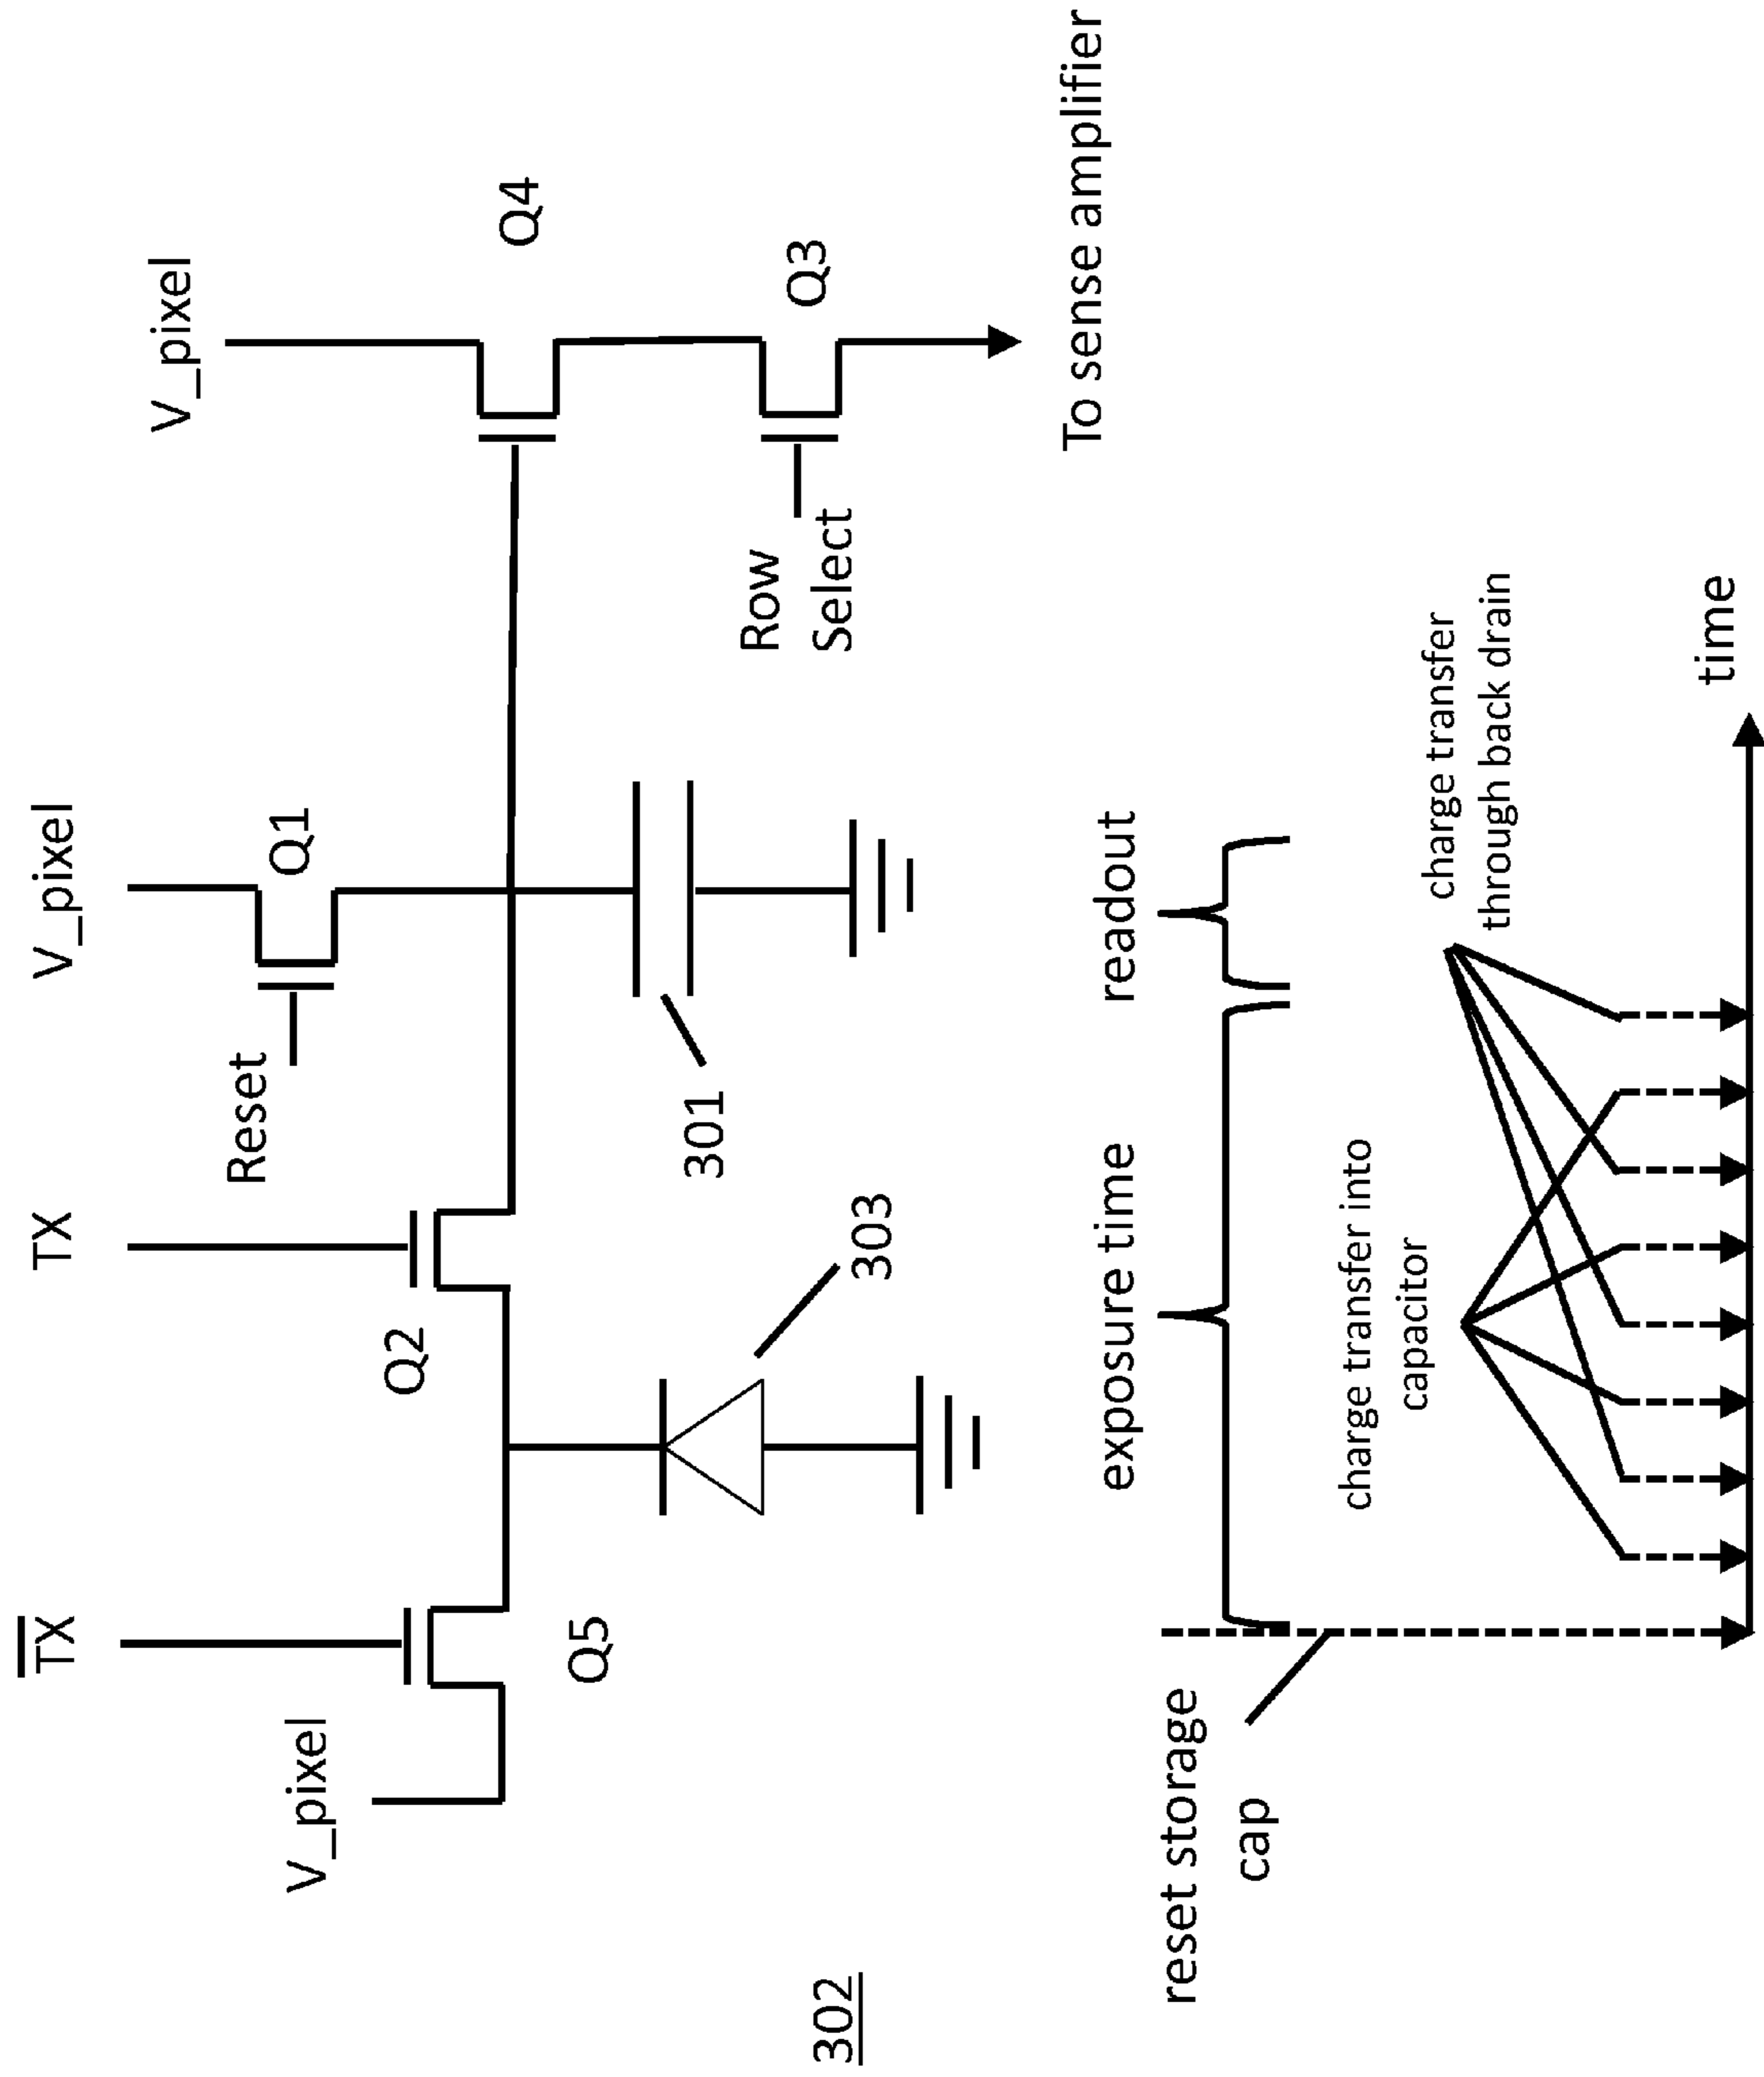 TX
TX
V_pixel
V_pixel
Reset
Q1
V_pixel
Q2
Q4
Q5
301
303
Row
Select
Q3
302
To sense amplifier
reset storage
cap
exposure time
readout
charge transfer into
capacitor
charge transfer
through back drain
time